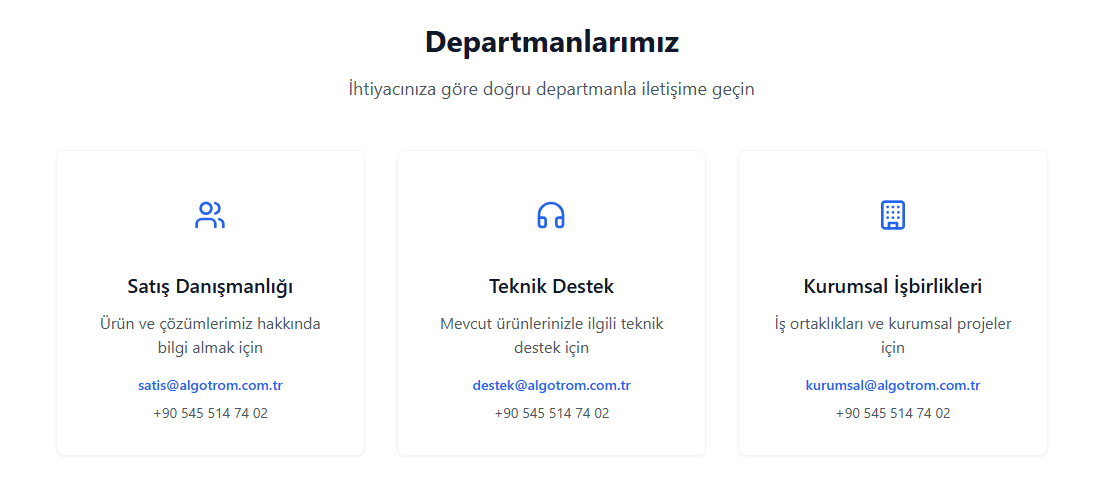 Departmanlarımız
İhtiyacınıza göre doğru departmanla iletişime geçin
Satış Danışmanlığı
Ürün ve çözümlerimiz hakkında
bilgi almak için
satis@algotrom.com.tr
+90 545 514 74 02
Teknik Destek
Mevcut ürünlerinizle ilgili teknik
destek için
destek@algotrom.com.tr
+90 545 514 74 02
Kurumsal İşbirlikleri
İş ortaklıkları ve kurumsal projeler
için
kurumsal@algotrom.com.tr
+90 545 514 74 02